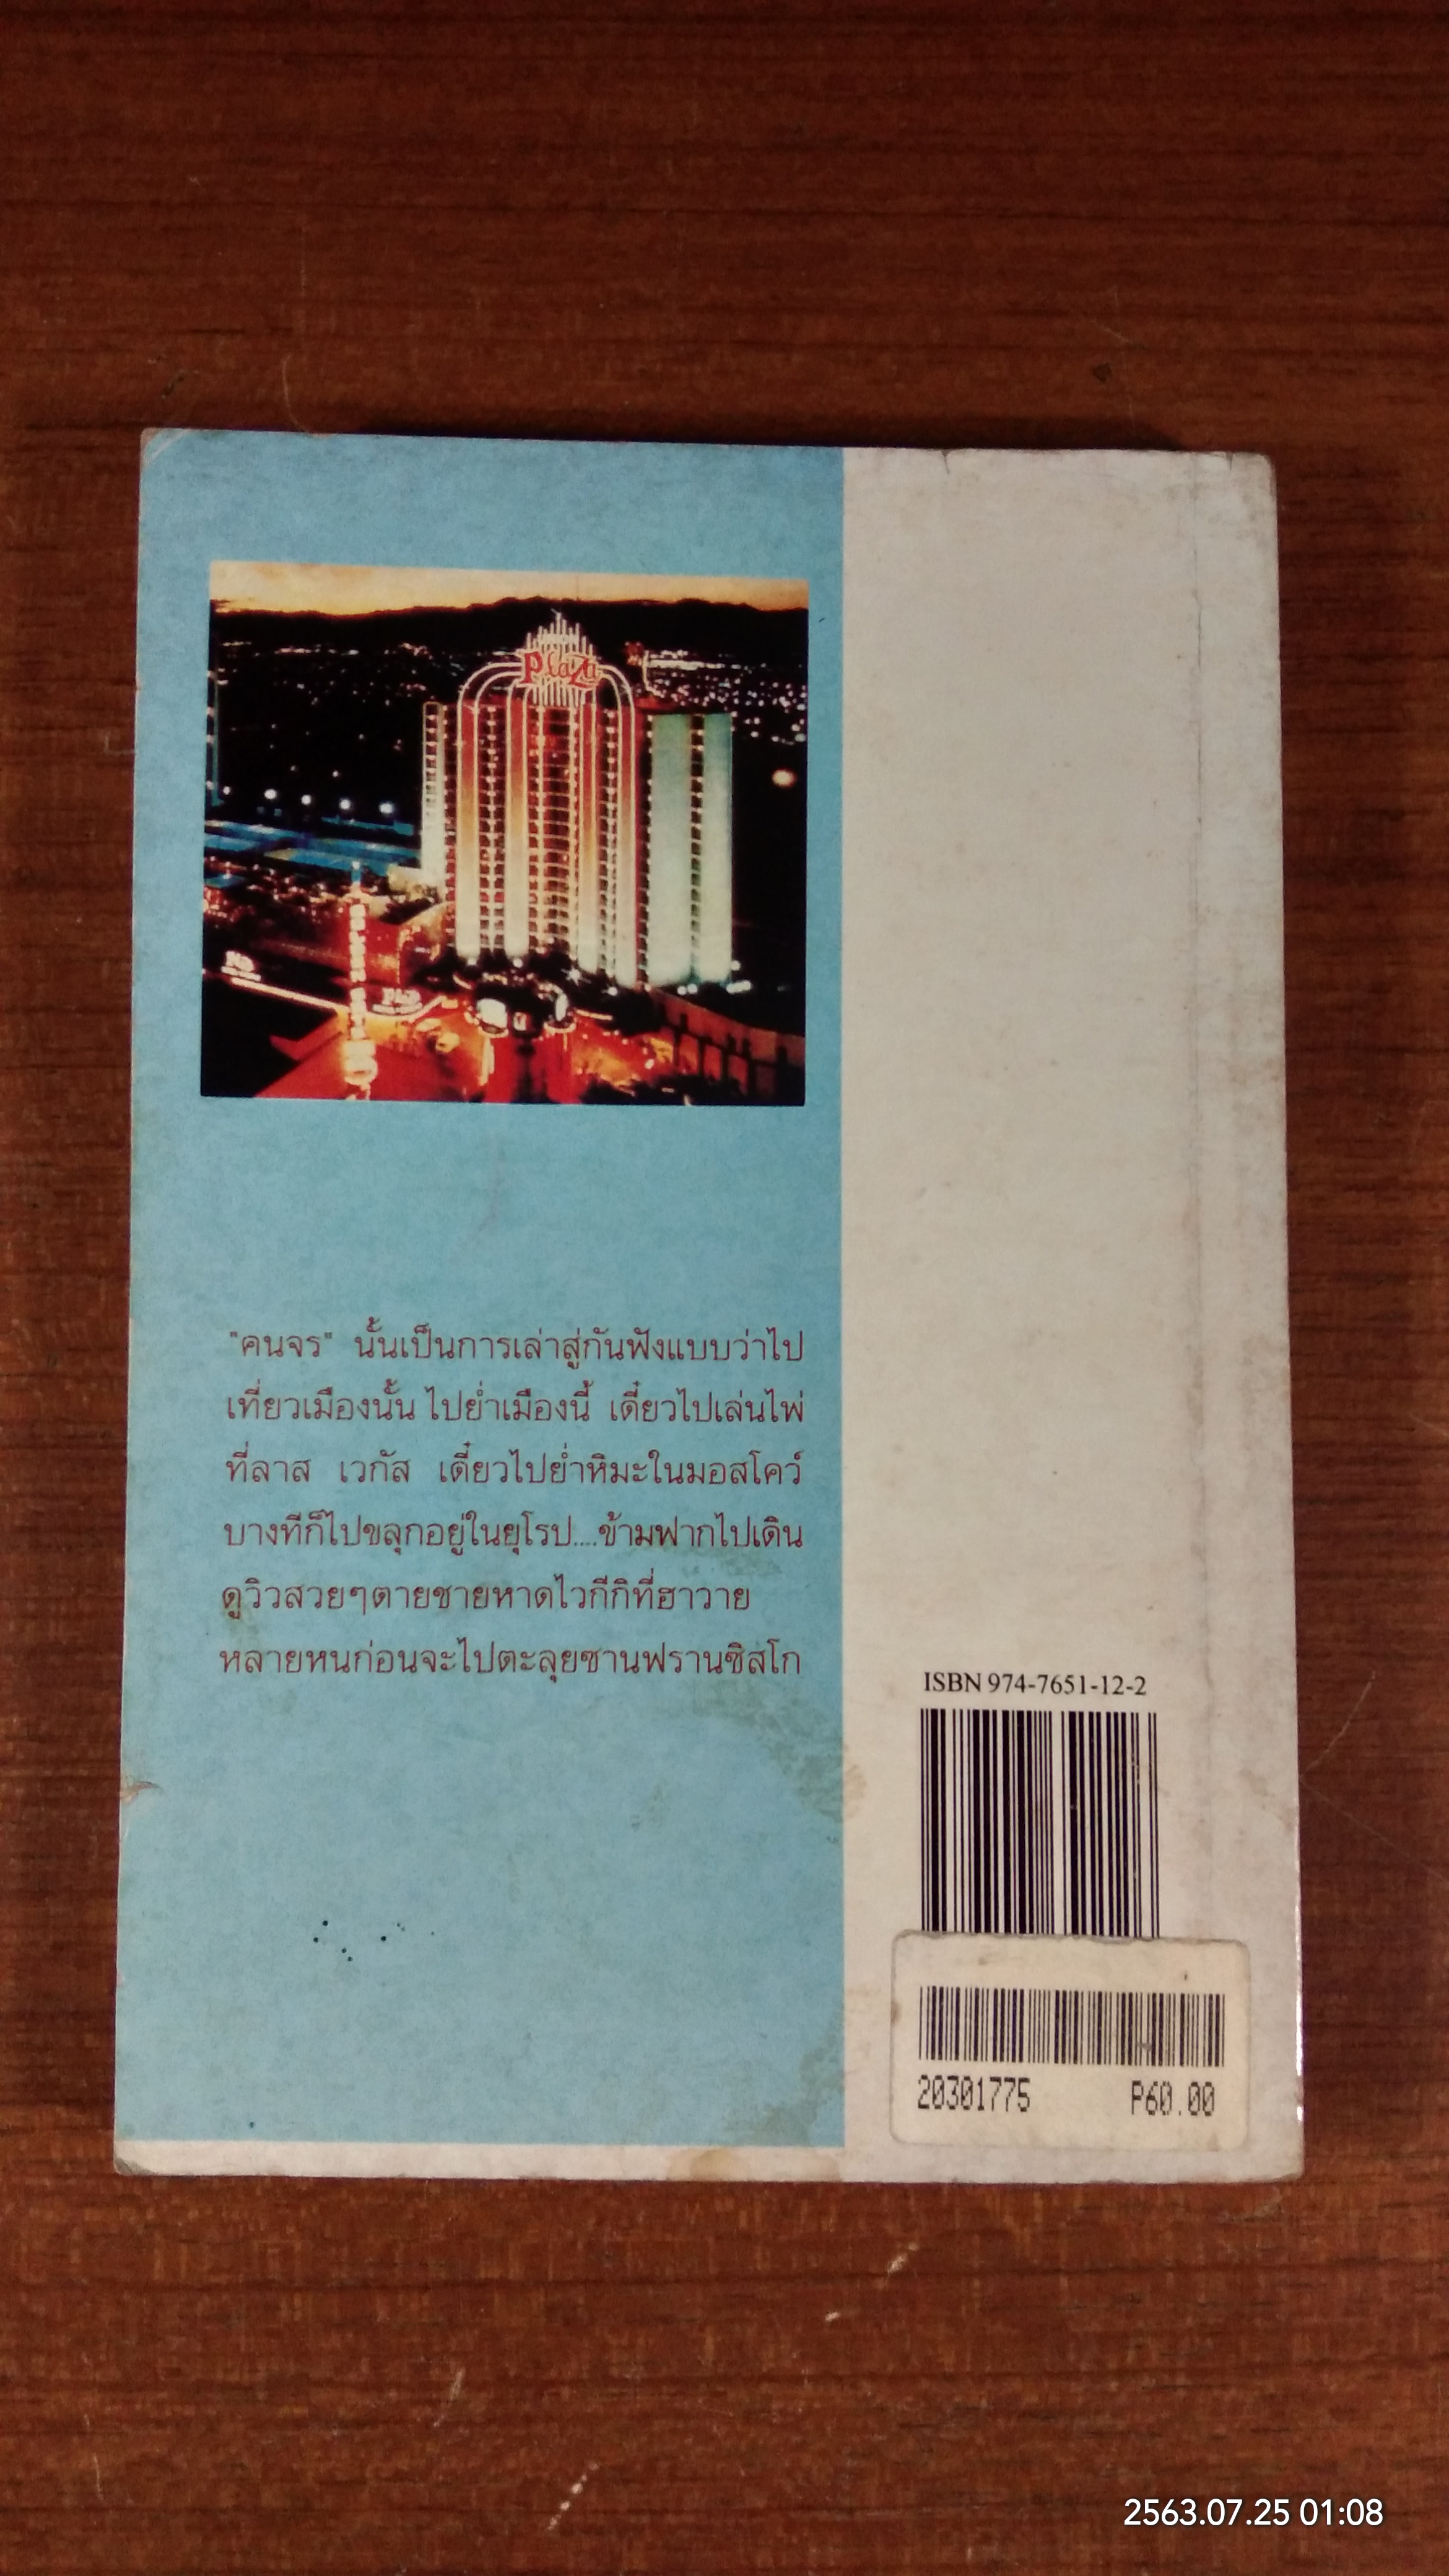 Plaza
"คนจร" นั้นเป็นการเล่าสู่กันฟังแบบว่าไป
เที่ยวเมืองนั้น ไปย่ำเมืองนี้ เดี๋ยวไปเล่นไพ่
ที่ลาส เวกัส เดี๋ยวไปย่ำหิมะในมอสโคว์
บางทีก็ไปขลุกอยู่ในยุโรป....ข้ามฟากไปเดิน
ดูวิวสวยๆตายชายหาดไวกีกิที่ฮาวาย
หลายหนก่อนจะไปตะลุยซานฟรานซิสโก
ISBN 974-7651-12-2
20301775 P60.00
2563.07.25 01:08